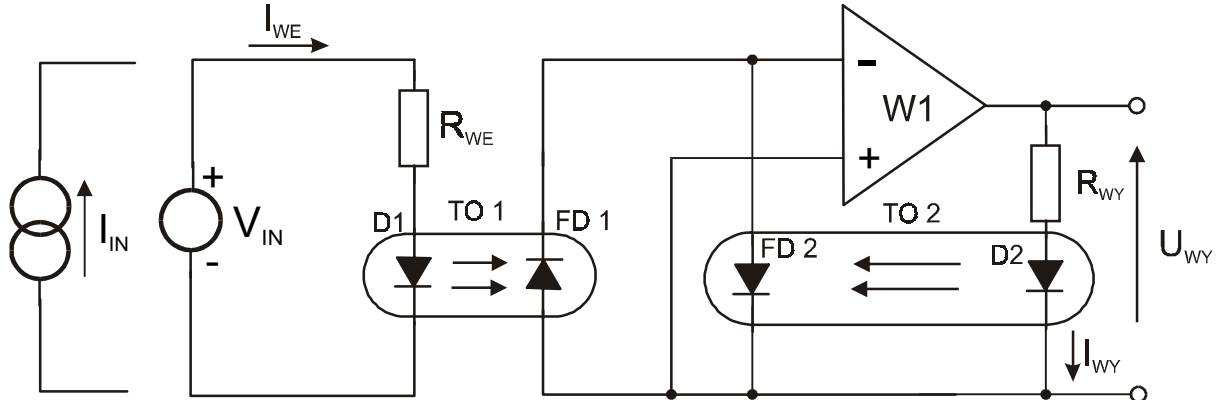 I_WE
R_WE
+
V_IN
-
I_IN
D1
TO 1
FD 1
-
W1
+
R_WY
TO 2
FD 2
D2
U_WY
I_WY